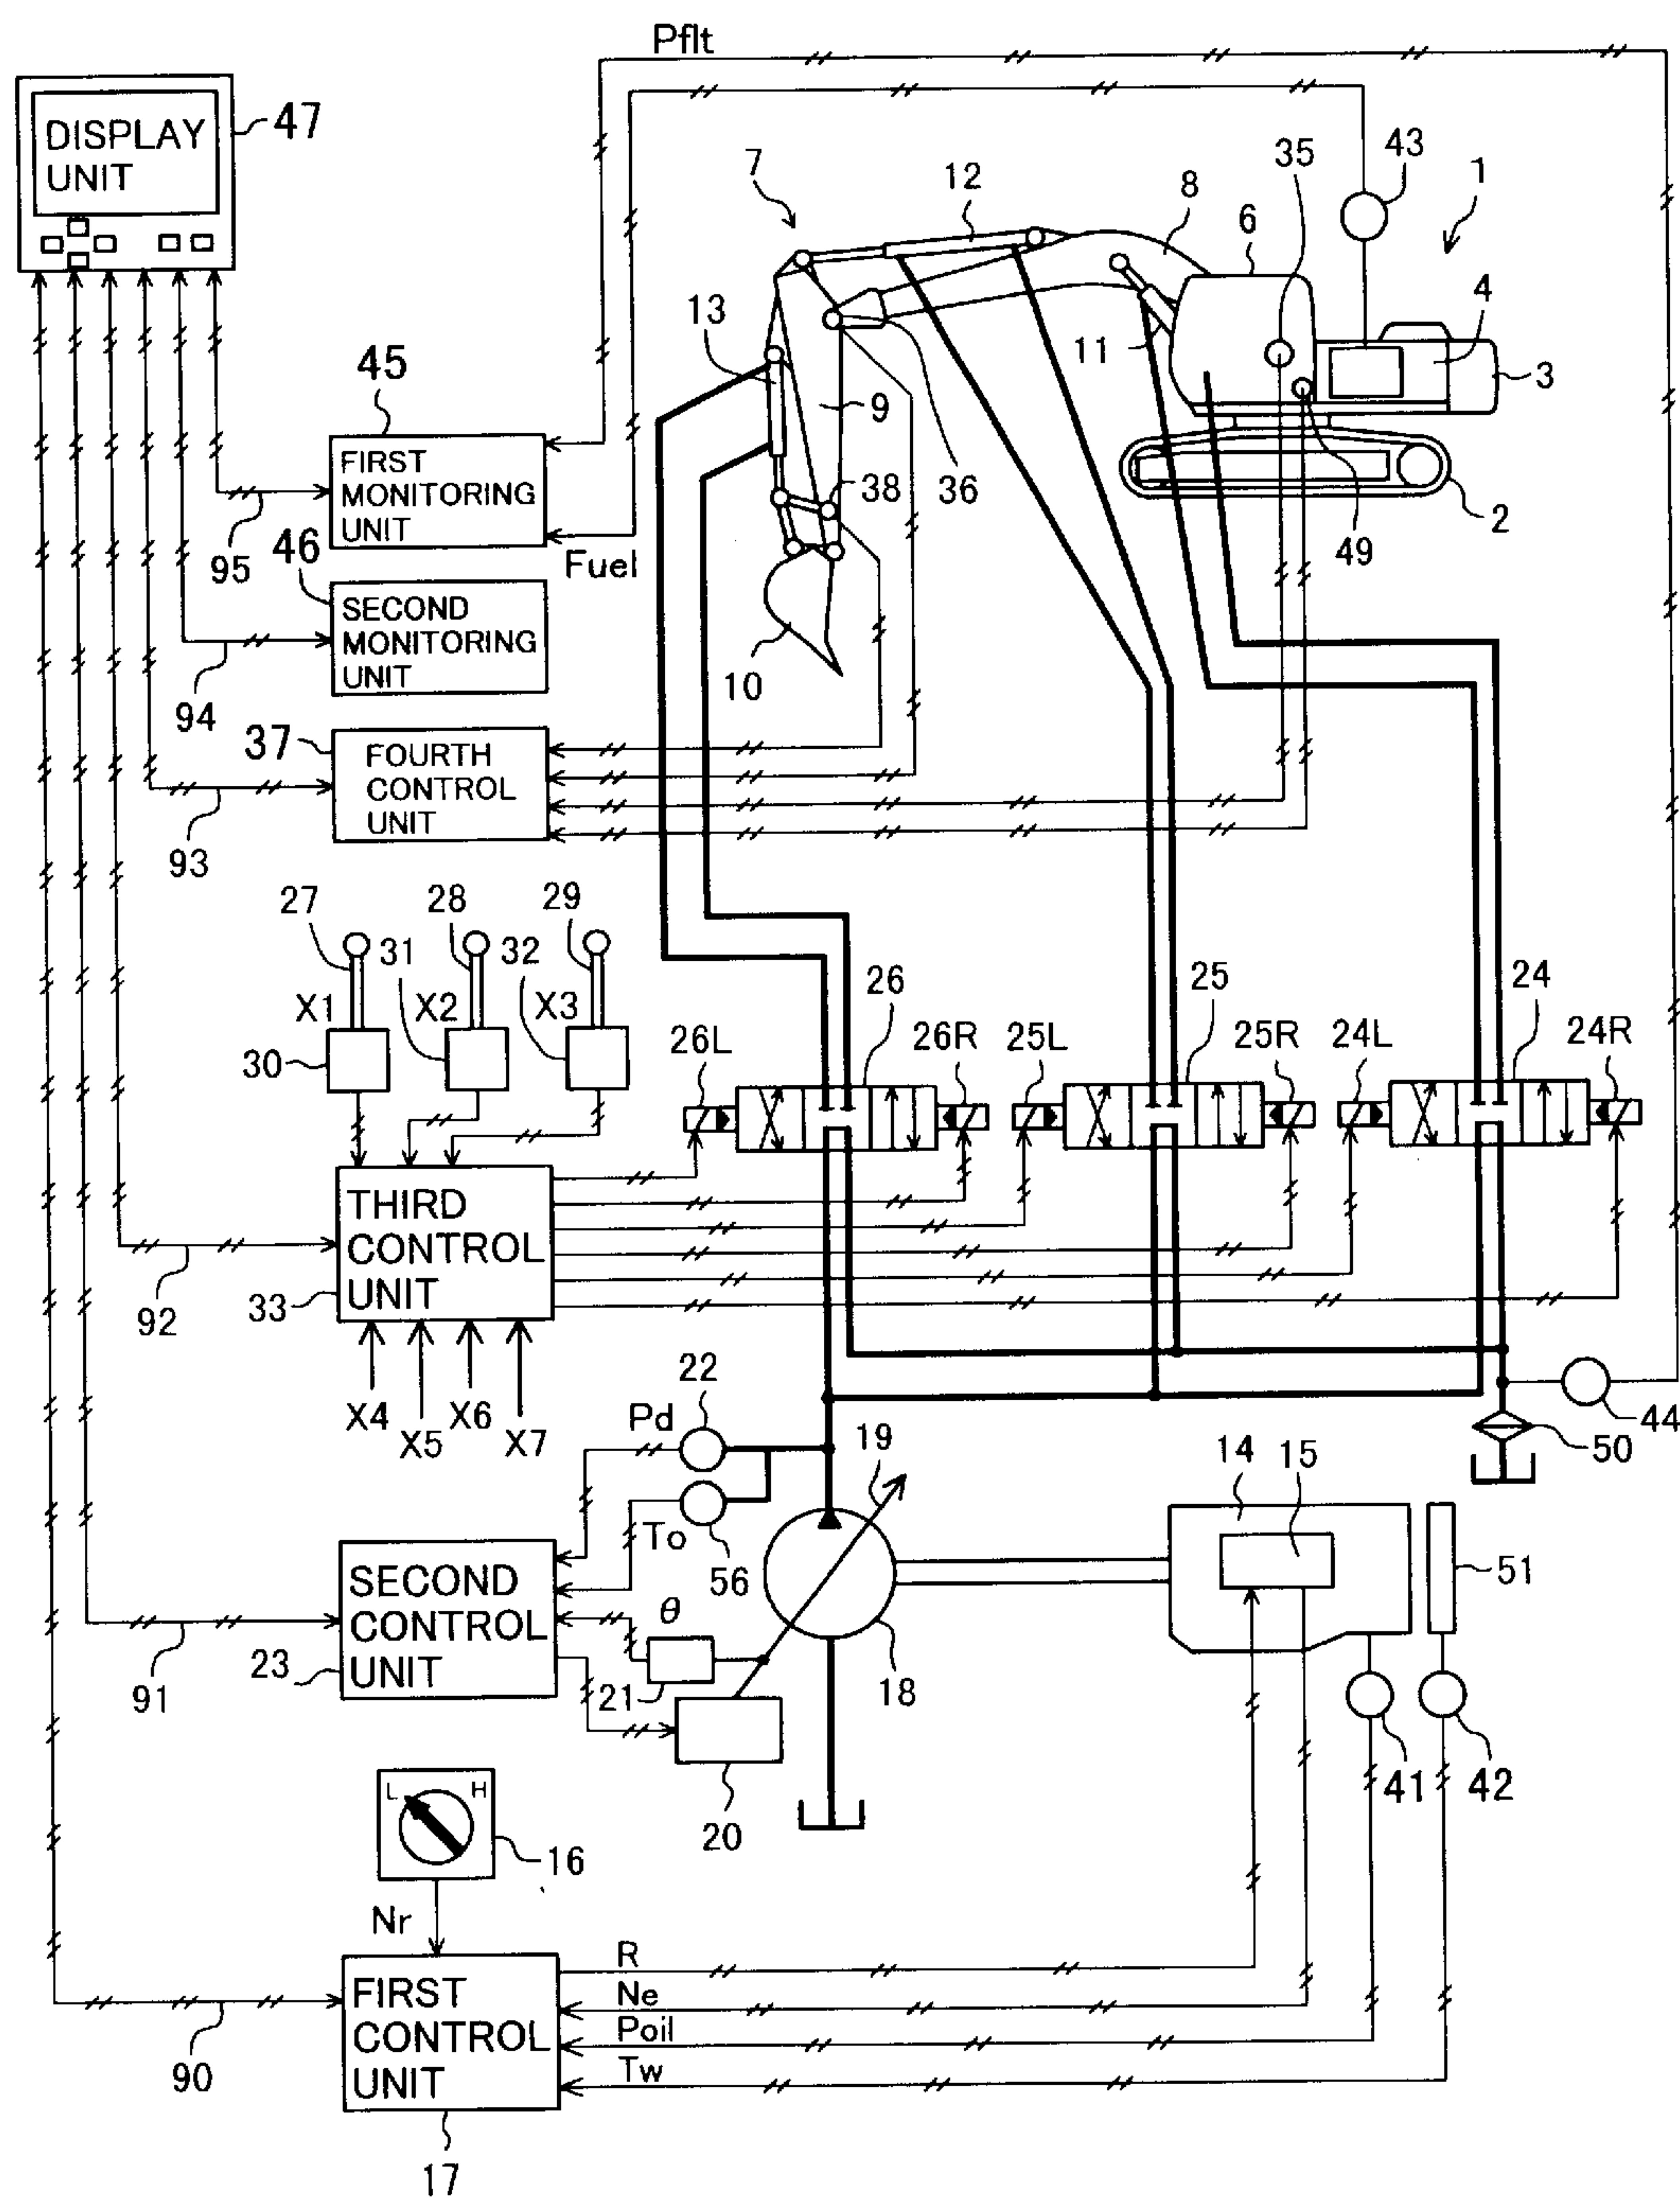 Pflt
DISPLAY
UNIT
47
43
35
1
7
12
8
6
4
13
11
3
45
9
FIRST
MONITORING
UNIT
38
36
2
49
95
46
Fuel
SECOND
MONITORING
UNIT
10
94
37
FOURTH
CONTROL
UNIT
93
27
28
29
31
32
X1
X2
X3
26
25
24
30
26L
26R
25L
25R
24L
24R
THIRD
CONTROL
UNIT
92
33
22
X4
X5
X6
X7
Pd
19
44
50
14
15
To
56
51
SECOND
CONTROL
UNIT
θ
23
91
21
18
41
42
20
L
H
16
Nr
R
FIRST
CONTROL
UNIT
Ne
Poil
Tw
90
17